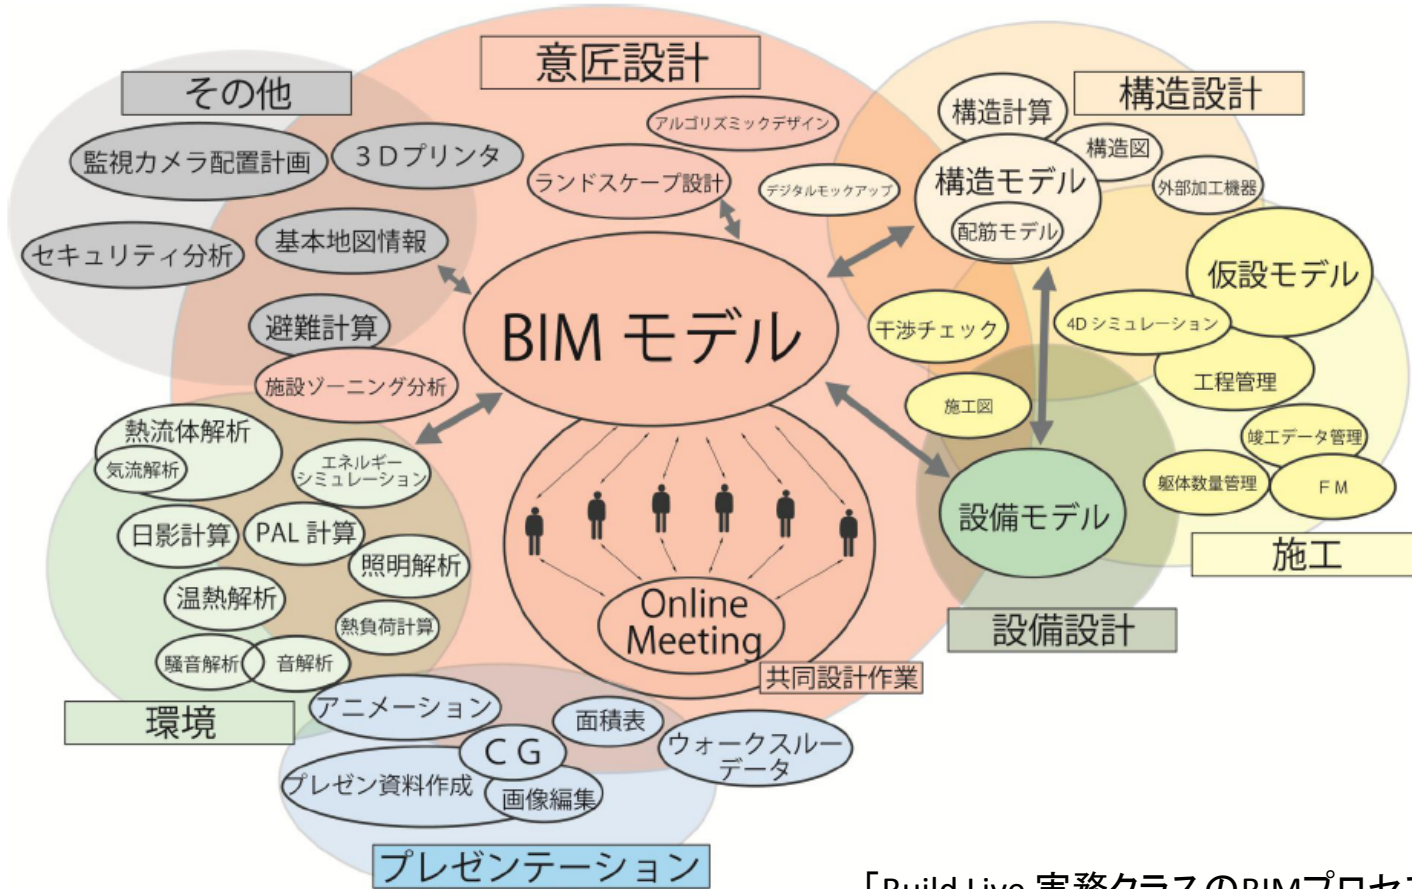 意匠設計
その他
構造設計
アルゴリズミックデザイン
構造計算
監視カメラ配置計画
3Dプリンタ
構造図
ランドスケープ設計
デジタルモックアップ
構造モデル
外部加工機器
セキュリティ分析
基本地図情報
配筋モデル
仮設モデル
避難計算
BIM モデル
干渉チェック
4D シミュレーション
施設ゾーニング分析
工程管理
施工図
熱流体解析
気流解析
エネルギー
シミュレーション
竣工データ管理
躯体数量管理
FM
日影計算
PAL 計算
設備モデル
照明解析
施工
温熱解析
Online
Meeting
熱負荷計算
設備設計
騒音解析
音解析
共同設計作業
環境
アニメーション
面積表
CG
ウォークスルー
データ
プレゼン資料作成
画像編集
プレゼンテーション
「Build Live 実務クラスのBIMプロセス